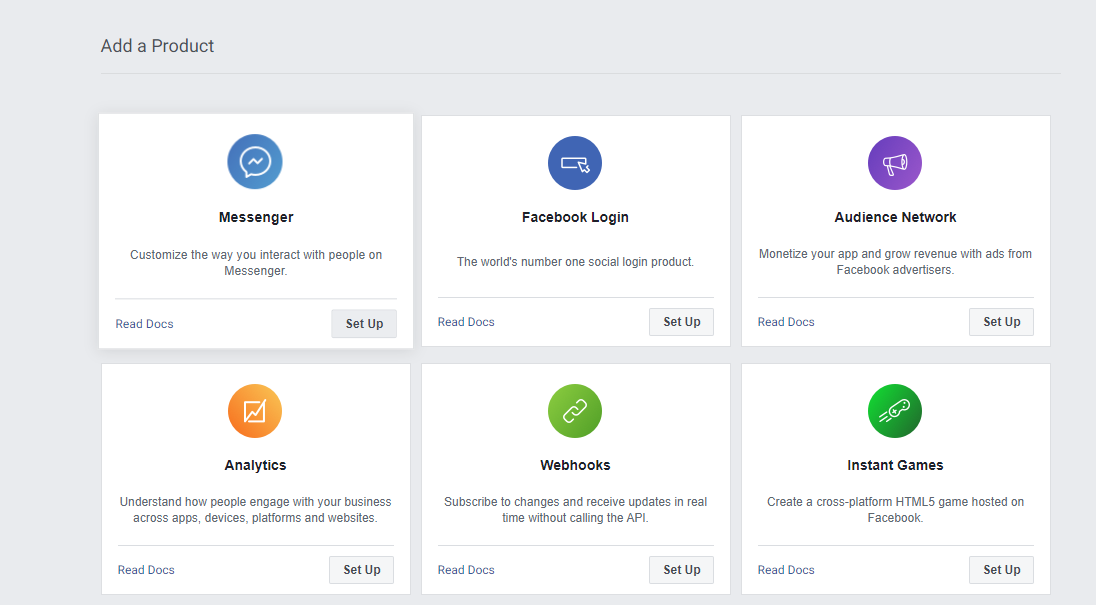 Add a Product
Messenger
Customize the way you interact with people on
Messenger.
Read Docs
Set Up
Facebook Login
The world's number one social login product.
Read Docs
Set Up
Audience Network
Monetize your app and grow revenue with ads from
Facebook advertisers.
Read Docs
Set Up
Analytics
Understand how people engage with your business
across apps, devices, platforms and websites.
Read Docs
Set Up
Webhooks
Subscribe to changes and receive updates in real
time without calling the API.
Read Docs
Set Up
Instant Games
Create a cross-platform HTML5 game hosted on
Facebook.
Read Docs
Set Up